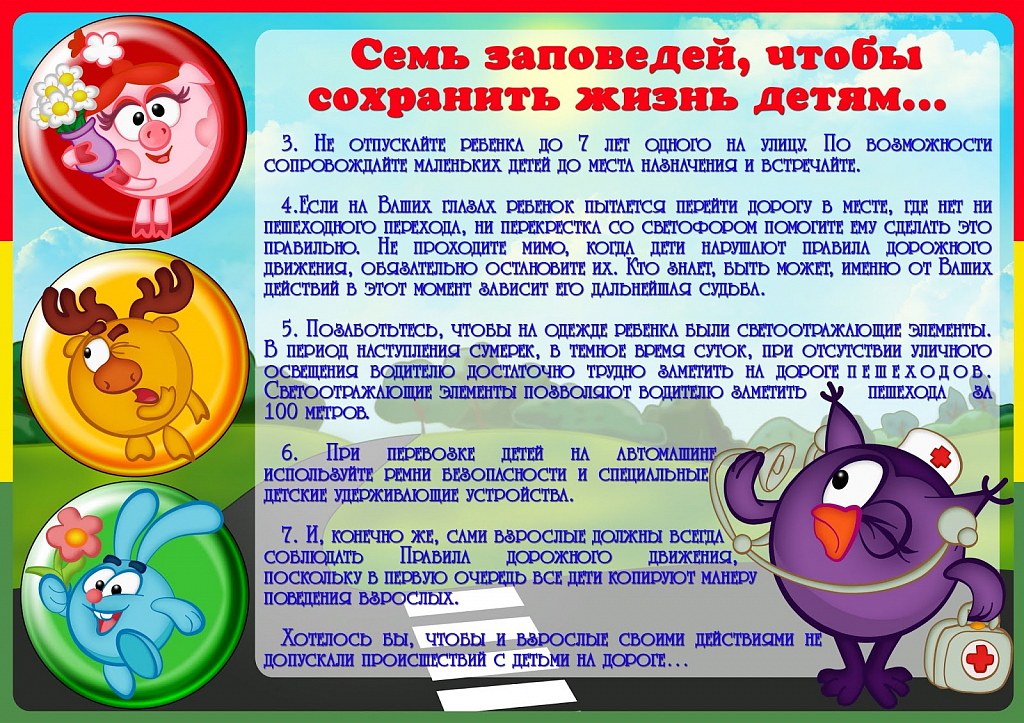 Семь заповедей, чтобы
сохранить жизнь детям...
3. Не отпускайте ребенка до 7 лет одного на улицу. По возможности
сопровождайте маленьких детей до места назначения и встречайте.
4.Если на Ваших глазах ребенок пытается перейти дорогу в месте, где нет ни
пешеходного перехода, ни перекрестка со светофором помогите ему сделать это
правильно. Не проходите мимо, когда дети нарушают правила дорожного
движения, обязательно остановите их. Кто знает, быть может, именно от Ваших
действий в этот момент зависит его дальнейшая судьба.
5. Позаботьтесь, чтобы на одежде ребенка были светоотражающие элементы.
В период наступления сумерек, в темное время суток, при отсутствии уличного
освещения водителю достаточно трудно заметить на дороге пешеходов.
Светоотражающие элементы позволяют водителю заметить пешехода за
100 метров.
6. При перевозке детей на автомашине
используйте ремни безопасности и специальные
детские удерживающие устройства.
7. И, конечно же, сами взрослые должны всегда
соблюдать Правила дорожного движения,
поскольку в первую очередь все дети копируют манеру
поведения взрослых.
Хотелось бы, чтобы и взрослые своими действиями не
допускали происшествий с детьми на дороге...